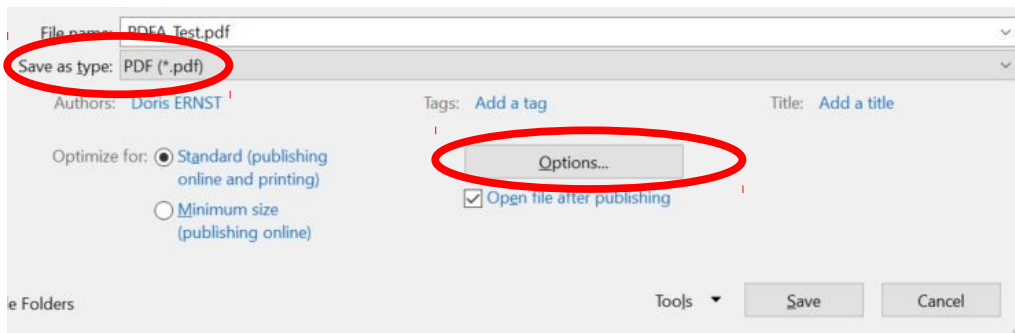 File name: PDFA_Test.pdf
Save as type: PDF (*.pdf)
Authors: Doris ERNST Tags: Add a tag Title: Add a title
Optimize for: Standard (publishing online and printing)
Options...
Open file after publishing
Minimum size (publishing online)
e Folders Tools Save Cancel